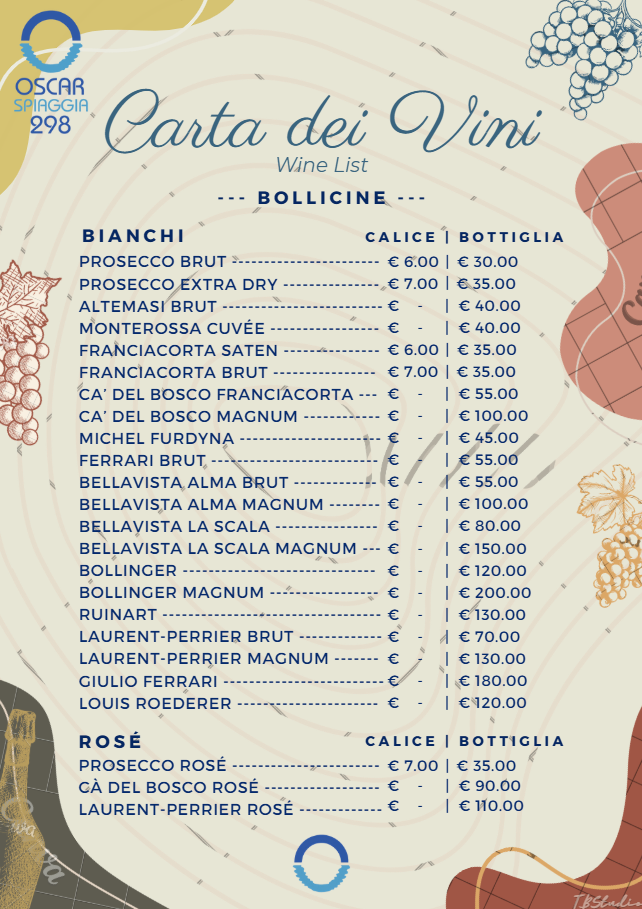 OSCAR
SPIAGGIA
298
Carta dei Vini
Wine List
--- BOLLICINE ---
BIANCHI CALICE | BOTTIGLIA
PROSECCO BRUT -------------------- € 6.00 | € 30.00
PROSECCO EXTRA DRY ------------- € 7.00 | € 35.00
ALTEMASI BRUT ---------------------- € - | € 40.00
MONTEROSSA CUVÉE --------------- € - | € 40.00
FRANCIACORTA SATEN ------------- € 6.00 | € 35.00
FRANCIACORTA BRUT -------------- € 7.00 | € 35.00
CA’ DEL BOSCO FRANCIACORTA --- € - | € 55.00
CA’ DEL BOSCO MAGNUM ---------- € - | € 100.00
MICHEL FURDYNA ------------------- € - | € 45.00
FERRARI BRUT ----------------------- € - | € 55.00
BELLAVISTA ALMA BRUT ----------- € - | € 55.00
BELLAVISTA ALMA MAGNUM ------- € - | € 100.00
BELLAVISTA LA SCALA -------------- € - | € 80.00
BELLAVISTA LA SCALA MAGNUM --- € - | € 150.00
BOLLINGER -------------------------- € - | € 120.00
BOLLINGER MAGNUM --------------- € - | € 200.00
RUINART ----------------------------- € - | € 130.00
LAURENT-PERRIER BRUT ----------- € - | € 70.00
LAURENT-PERRIER MAGNUM ------ € - | € 130.00
GIULIO FERRARI --------------------- € - | € 180.00
LOUIS ROEDERER -------------------- € - | € 120.00
ROSÉ CALICE | BOTTIGLIA
PROSECCO ROSÉ -------------------- € 7.00 | € 35.00
CÀ DEL BOSCO ROSÉ ---------------- € - | € 90.00
LAURENT-PERRIER ROSÉ ----------- € - | € 110.00
T.B Studio